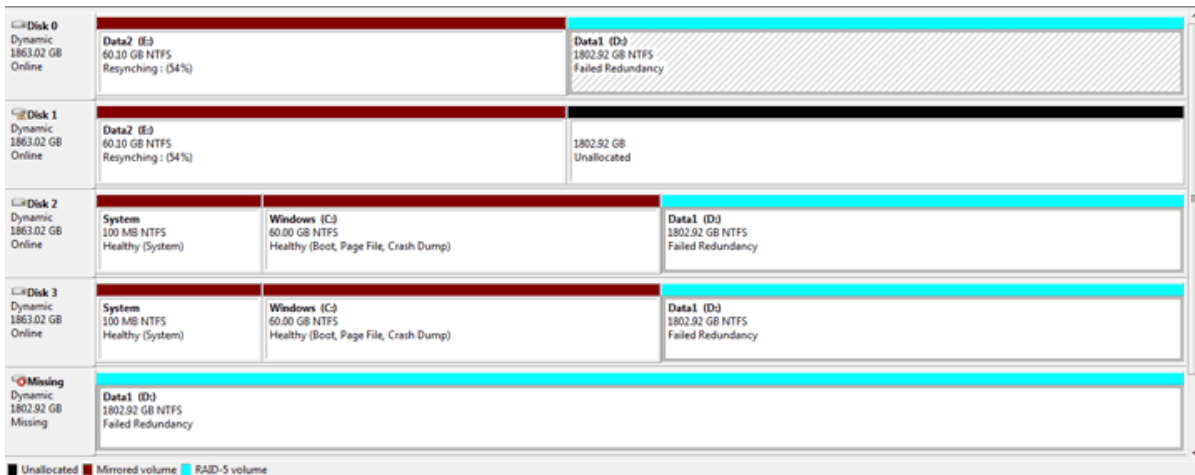 Disk 0
Dynamic
1863.02 GB
Online
Data2 (E:)
60.10 GB NTFS
Resynching : (54%)
Data1 (D:)
1802.92 GB NTFS
Failed Redundancy
Disk 1
Dynamic
1863.02 GB
Online
Data2 (E:)
60.10 GB NTFS
Resynching : (54%)
1802.92 GB
Unallocated
Disk 2
Dynamic
1863.02 GB
Online
System
100 MB NTFS
Healthy (System)
Windows (C:)
60.00 GB NTFS
Healthy (Boot, Page File, Crash Dump)
Data1 (D:)
1802.92 GB NTFS
Failed Redundancy
Disk 3
Dynamic
1863.02 GB
Online
System
100 MB NTFS
Healthy (System)
Windows (C:)
60.00 GB NTFS
Healthy (Boot, Page File, Crash Dump)
Data1 (D:)
1802.92 GB NTFS
Failed Redundancy
Missing
Dynamic
1802.92 GB
Missing
Data1 (D:)
1802.92 GB NTFS
Failed Redundancy
Unallocated Mirrored volume RAID-5 volume